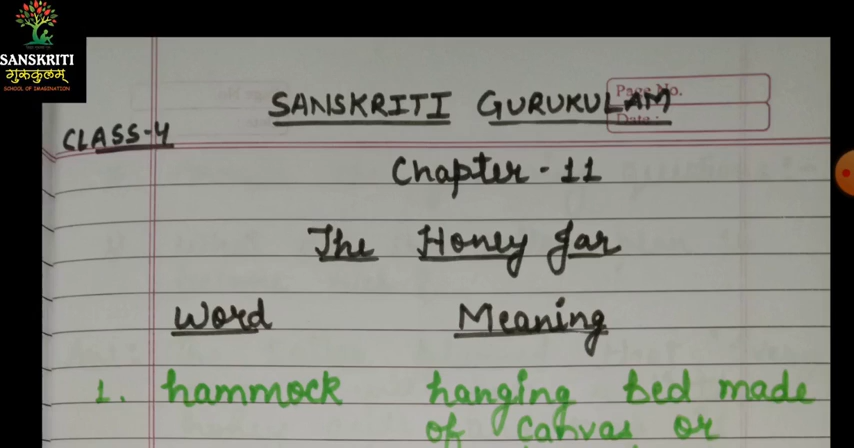 SANSKRITI
गुरुकुलम्
SCHOOL OF IMAGINATION
Page No.
SANSKRITI GURUKULAM
Date :
CLASS-4
Chapter - 11
The Honey Jar
Word Meaning
1. hammock hanging bed made
of canvas or